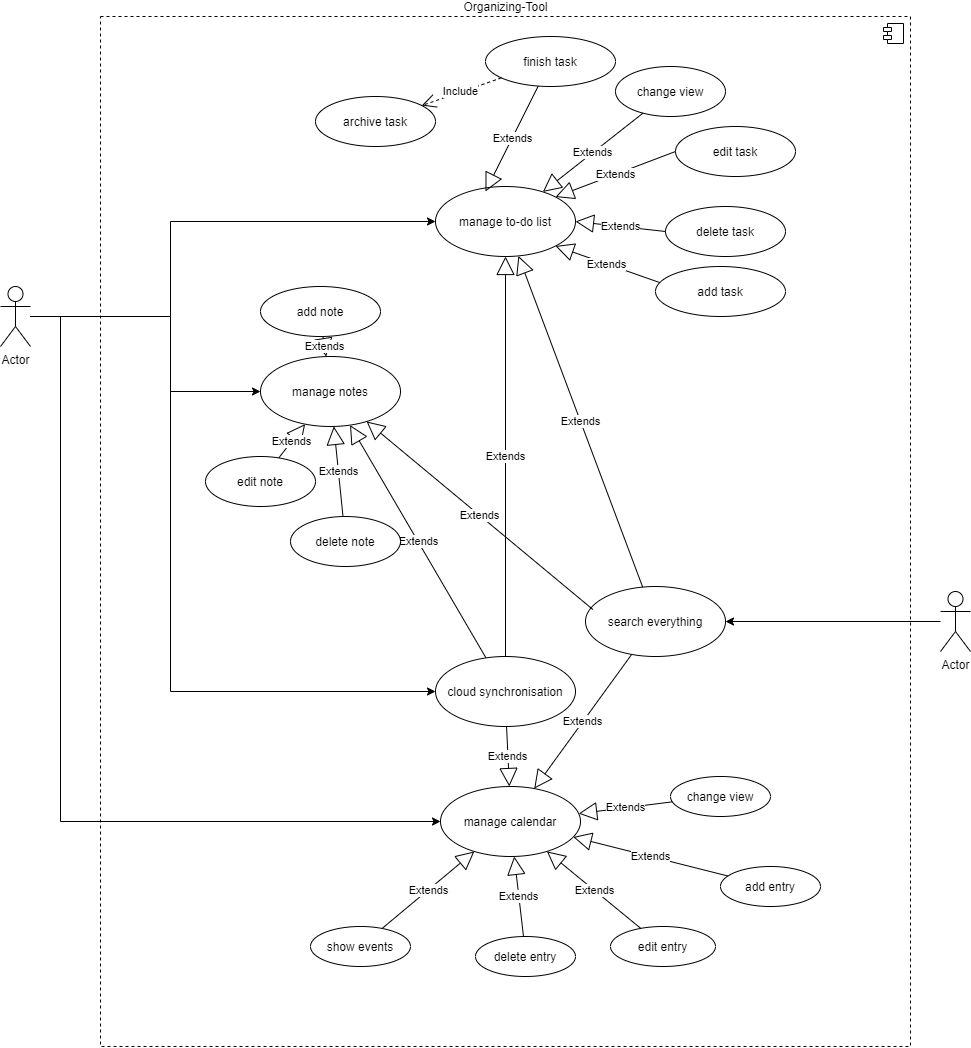 Organizing-Tool
finish task
Include
change view
archive task
Extends
Extends
edit task
Extends
manage to-do list
Extends
delete task
Extends
add task
Actor
add note
Extends
manage notes
Extends
Extends
edit note
Extends
Extends
Extends
delete note
Extends
search everything
Actor
cloud synchronisation
Extends
Extends
change view
Extends
manage calendar
Extends
add entry
Extends
Extends
Extends
show events
delete entry
edit entry